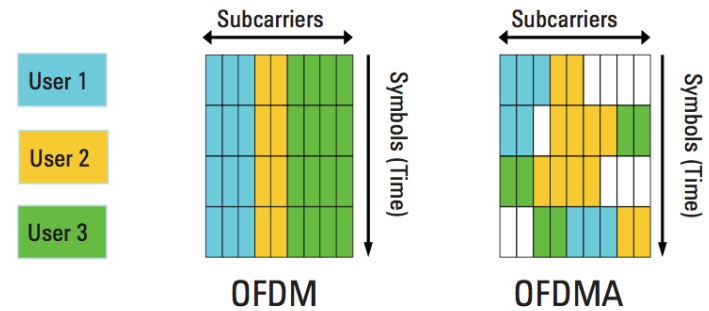 Subcarriers
Subcarriers
User 1
User 2
User 3
Symbols (Time)
Symbols (Time)
OFDM
OFDMA